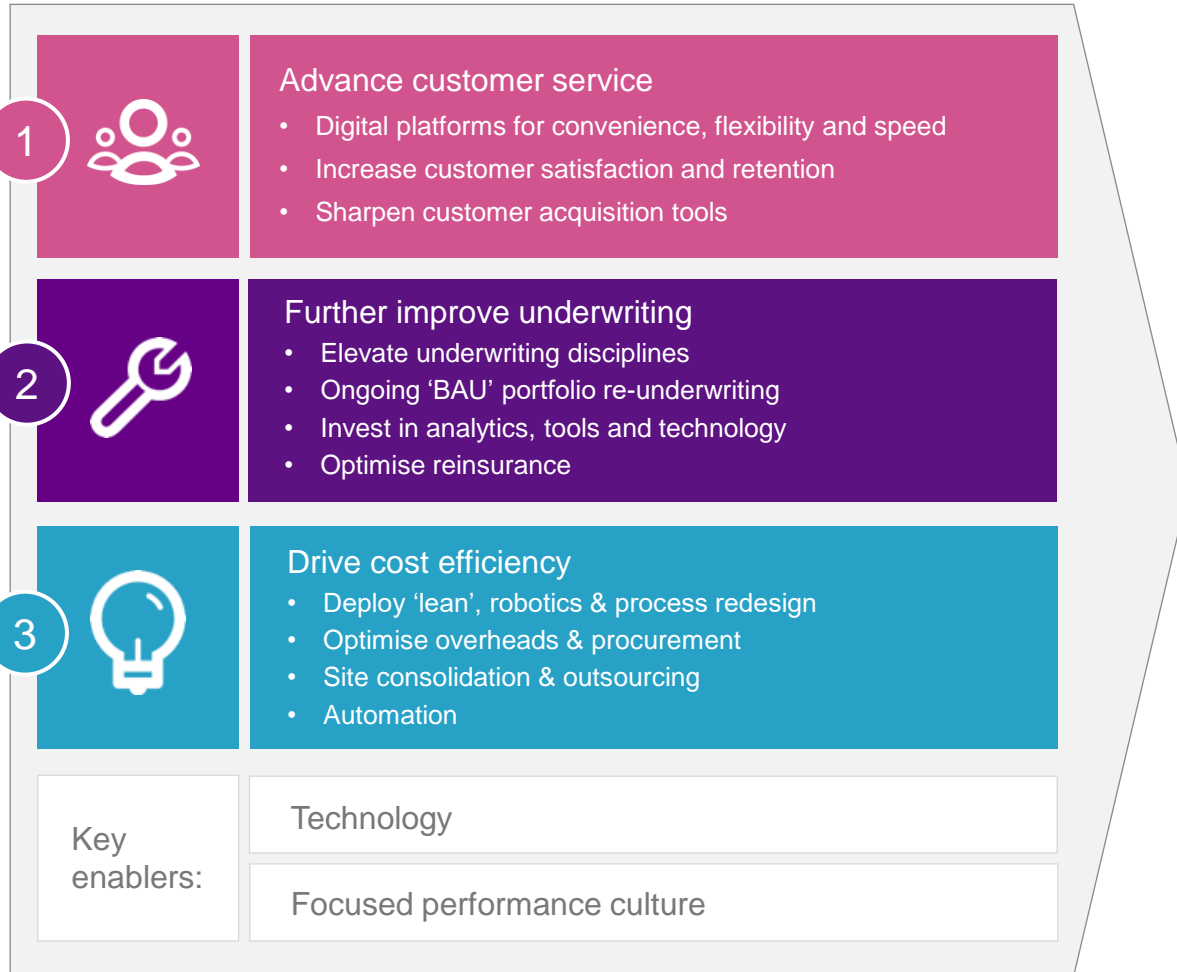 1
Advance customer service
• Digital platforms for convenience, flexibility and speed
• Increase customer satisfaction and retention
• Sharpen customer acquisition tools
2
Further improve underwriting
• Elevate underwriting disciplines
• Ongoing ‘BAU’ portfolio re-underwriting
• Invest in analytics, tools and technology
• Optimise reinsurance
3
Drive cost efficiency
• Deploy ‘lean’, robotics & process redesign
• Optimise overheads & procurement
• Site consolidation & outsourcing
• Automation
Key
enablers:
Technology
Focused performance culture